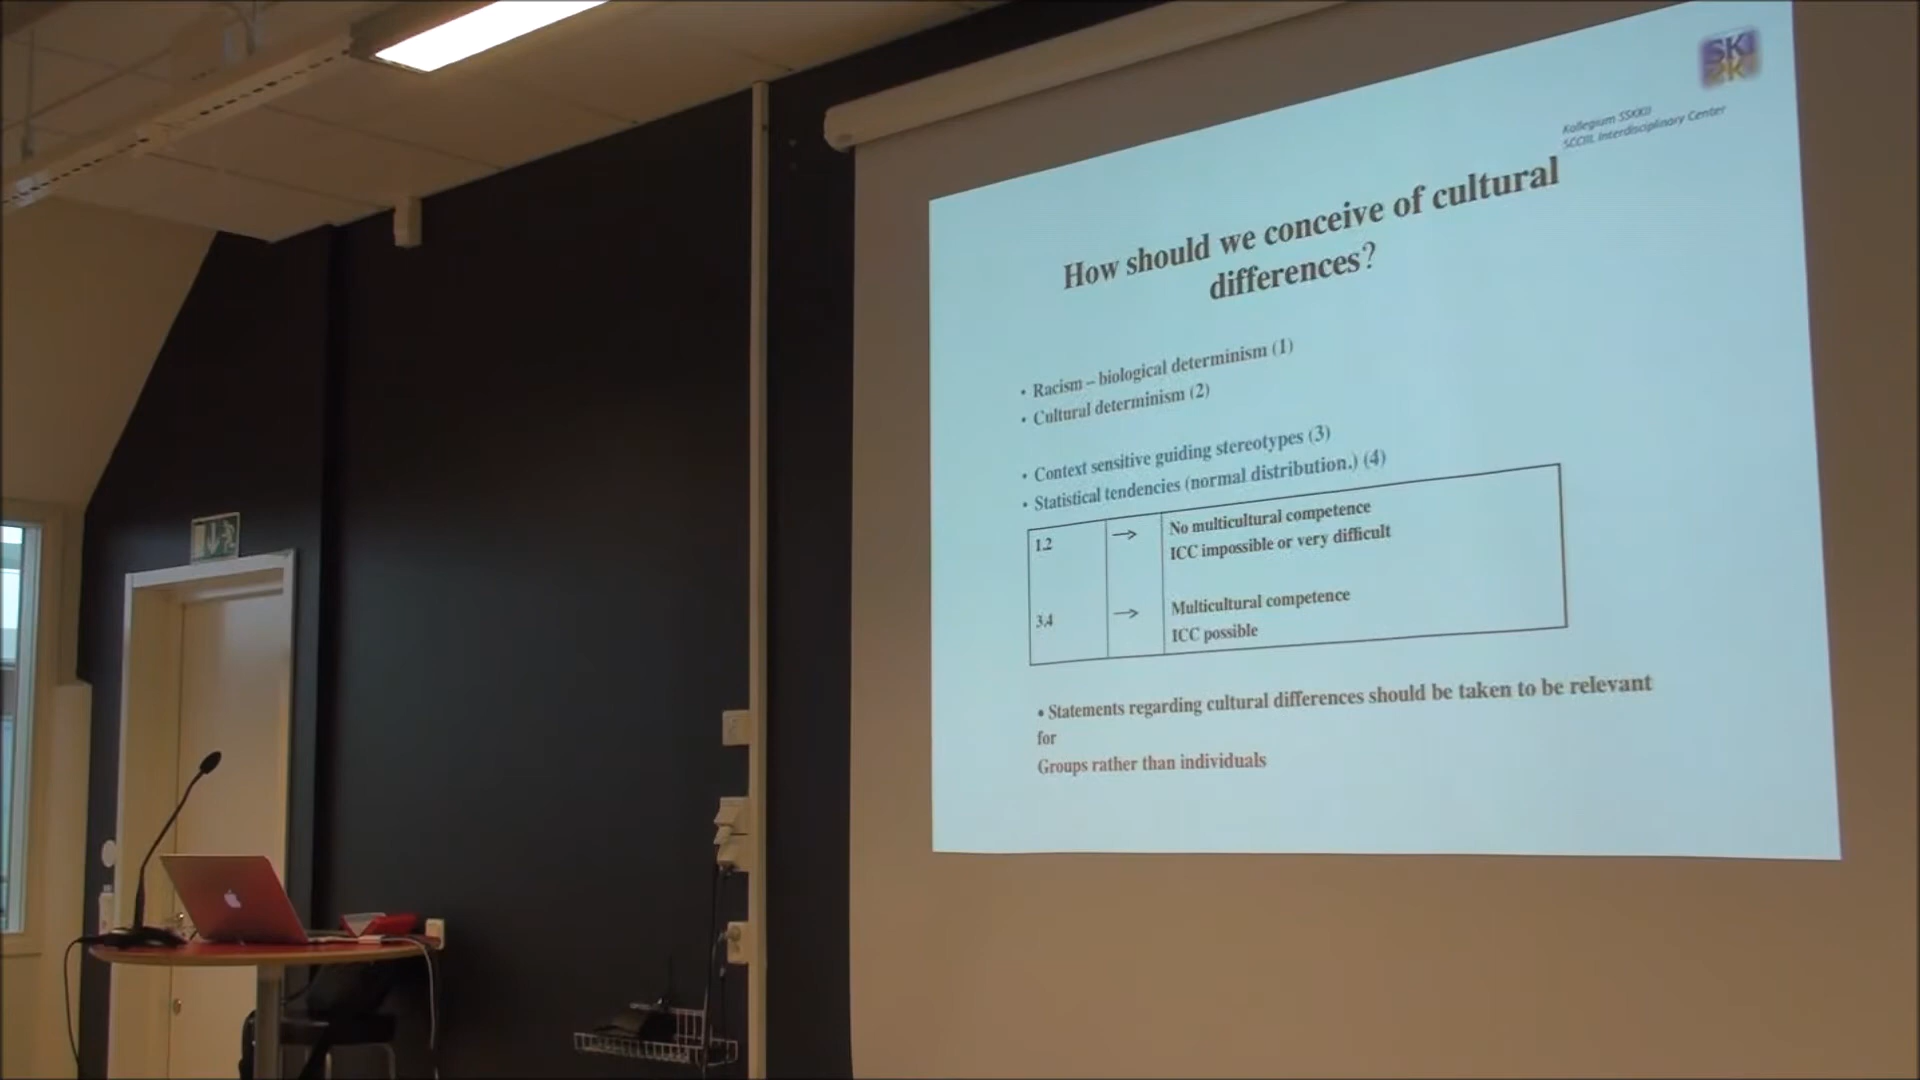 SKI
Kollegium SSKKII
SCCIIL Interdisciplinary Center
How should we conceive of cultural
differences?
• Racism – biological determinism (1)
• Cultural determinism (2)
• Context sensitive guiding stereotypes (3)
• Statistical tendencies (normal distribution.) (4)
1.2 → No multicultural competence
ICC impossible or very difficult
3.4 → Multicultural competence
ICC possible
• Statements regarding cultural differences should be taken to be relevant
for
Groups rather than individuals